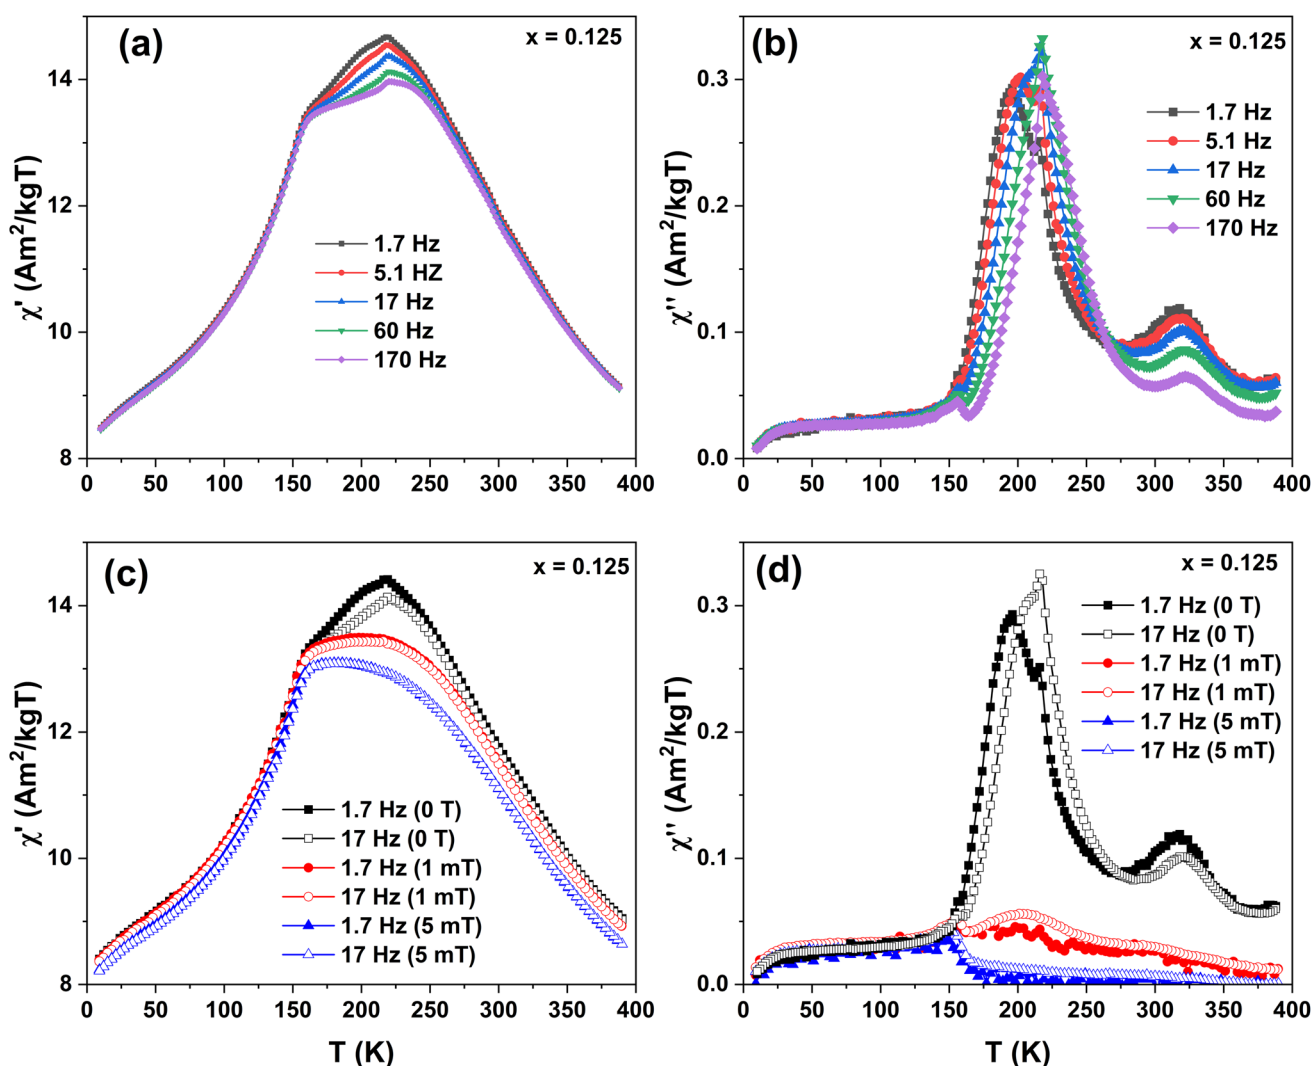 (a)
x = 0.125
χ' (Am²/kgT)
14
12
10
8
1.7 Hz
5.1 HZ
17 Hz
60 Hz
170 Hz
0 50 100 150 200 250 300 350 400
(b)
x = 0.125
χ'' (Am²/kgT)
0.3
0.2
0.1
0.0
1.7 Hz
5.1 Hz
17 Hz
60 Hz
170 Hz
0 50 100 150 200 250 300 350 400
(c)
x = 0.125
χ' (Am²/kgT)
14
12
10
8
1.7 Hz (0 T)
17 Hz (0 T)
1.7 Hz (1 mT)
17 Hz (1 mT)
1.7 Hz (5 mT)
17 Hz (5 mT)
0 50 100 150 200 250 300 350 400
T (K)
(d)
x = 0.125
χ'' (Am²/kgT)
0.3
0.2
0.1
0.0
1.7 Hz (0 T)
17 Hz (0 T)
1.7 Hz (1 mT)
17 Hz (1 mT)
1.7 Hz (5 mT)
17 Hz (5 mT)
0 50 100 150 200 250 300 350 400
T (K)